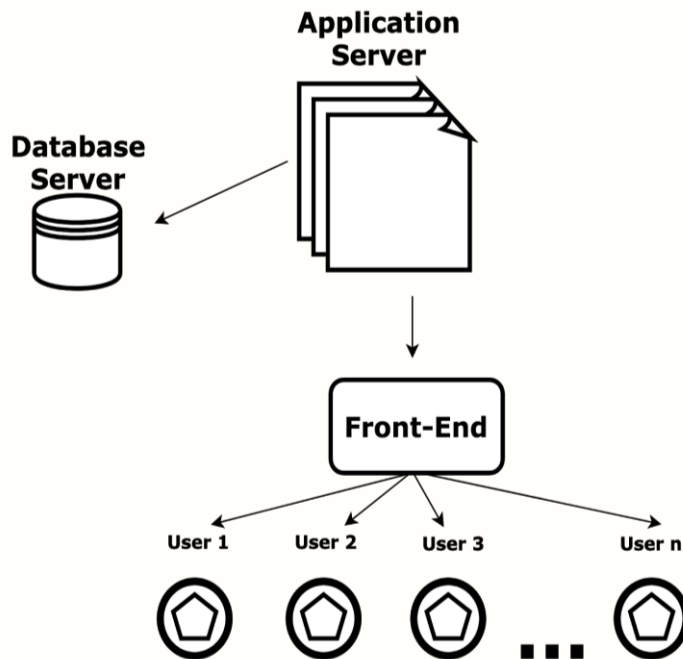 Application
Server
Database
Server
Front-End
User 1
User 2
User 3
User n